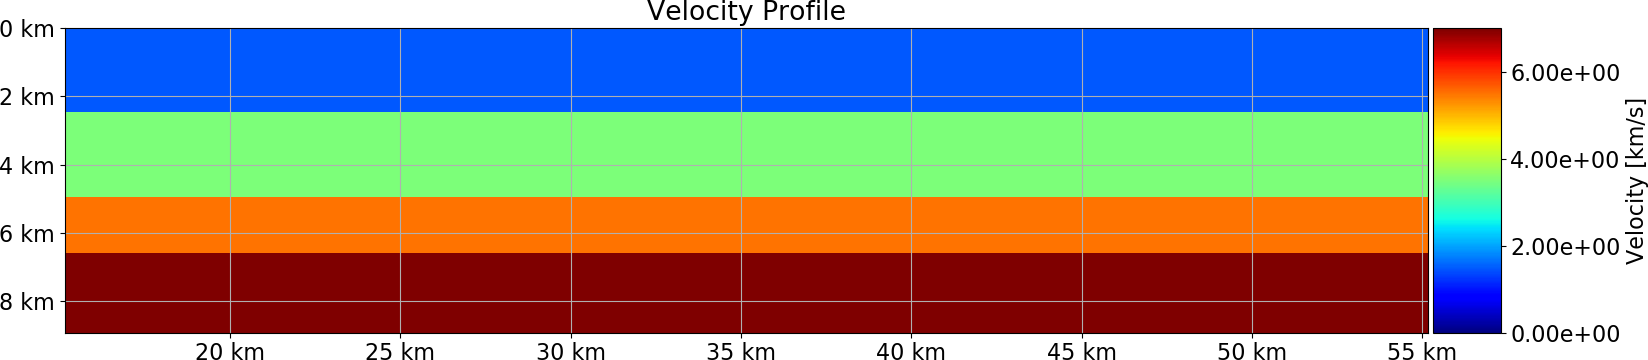 Velocity Profile
0 km
2 km
4 km
6 km
8 km
20 km 25 km 30 km 35 km 40 km 45 km 50 km 55 km
6.00e+00
4.00e+00
2.00e+00
0.00e+00
Velocity [km/s]